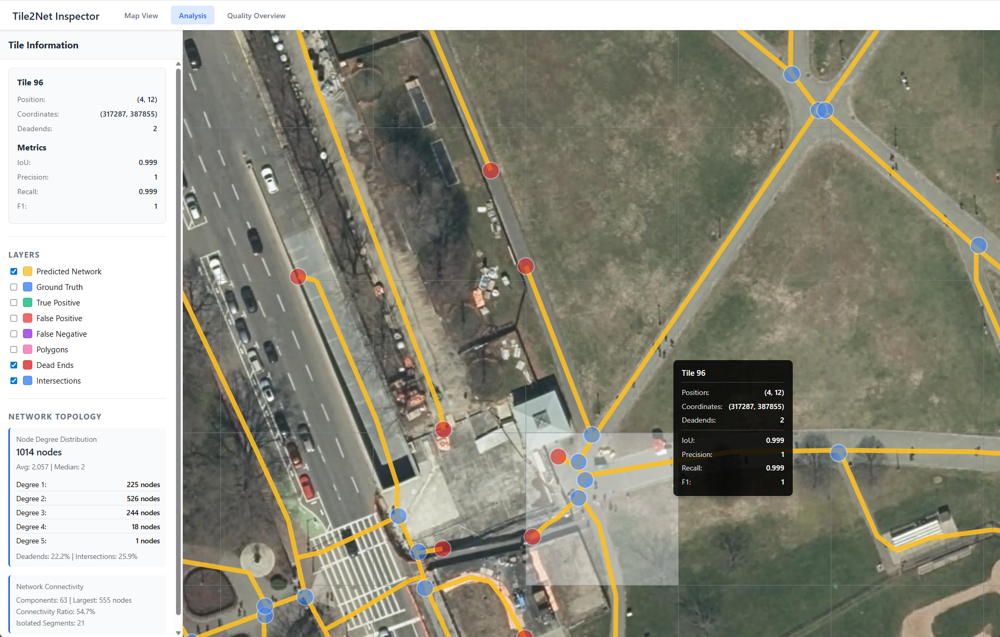 Tile2Net Inspector
Map View
Analysis
Quality Overview
Tile Information
Tile 96
Position: (4, 12)
Coordinates: (317287, 387855)
Deadends: 2
Metrics
IoU: 0.999
Precision: 1
Recall: 0.999
F1: 1
LAYERS
Predicted Network
Ground Truth
True Positive
False Positive
False Negative
Polygons
Dead Ends
Intersections
NETWORK TOPOLOGY
Node Degree Distribution
1014 nodes
Avg: 2.057 | Median: 2
Degree 1: 225 nodes
Degree 2: 526 nodes
Degree 3: 244 nodes
Degree 4: 18 nodes
Degree 5: 1 nodes
Deadends: 22.2% | Intersections: 25.9%
Network Connectivity
Components: 63 | Largest: 555 nodes
Connectivity Ratio: 54.7%
Isolated Segments: 21
Tile 96
Position: (4, 12)
Coordinates: (317287, 387855)
Deadends: 2
IoU: 0.999
Precision: 1
Recall: 0.999
F1: 1